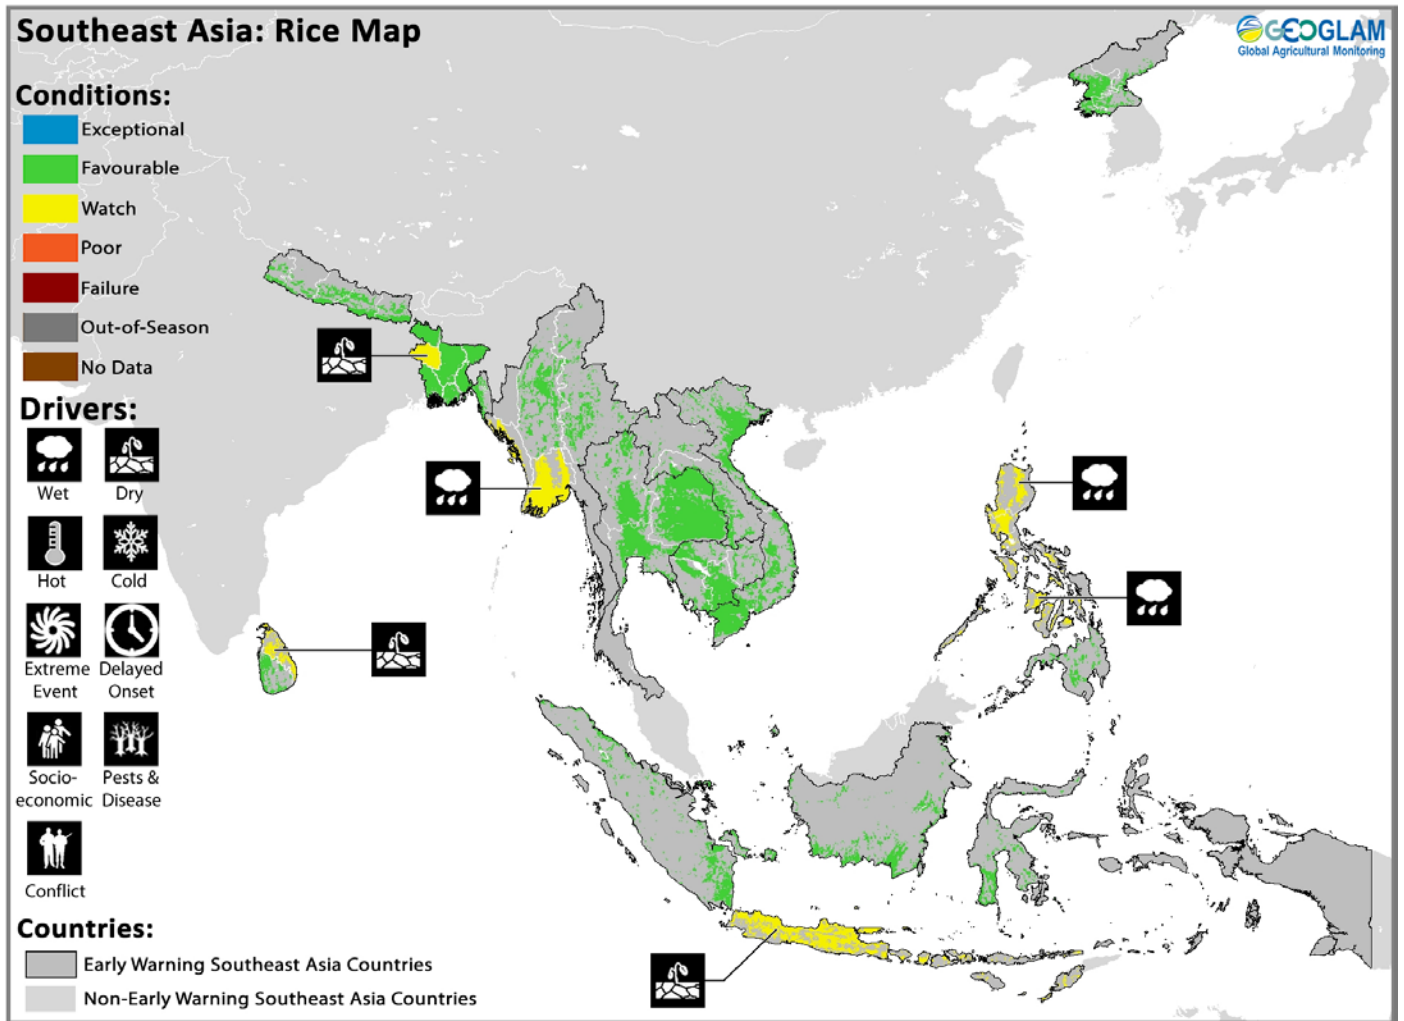 Southeast Asia: Rice Map
GEOGLAM
Global Agricultural Monitoring
Conditions:
Exceptional
Favourable
Watch
Poor
Failure
Out-of-Season
No Data
Drivers:
Wet
Dry
Hot
Cold
Extreme
Event
Delayed
Onset
Socio-
economic
Pests &
Disease
Conflict
Countries:
Early Warning Southeast Asia Countries
Non-Early Warning Southeast Asia Countries